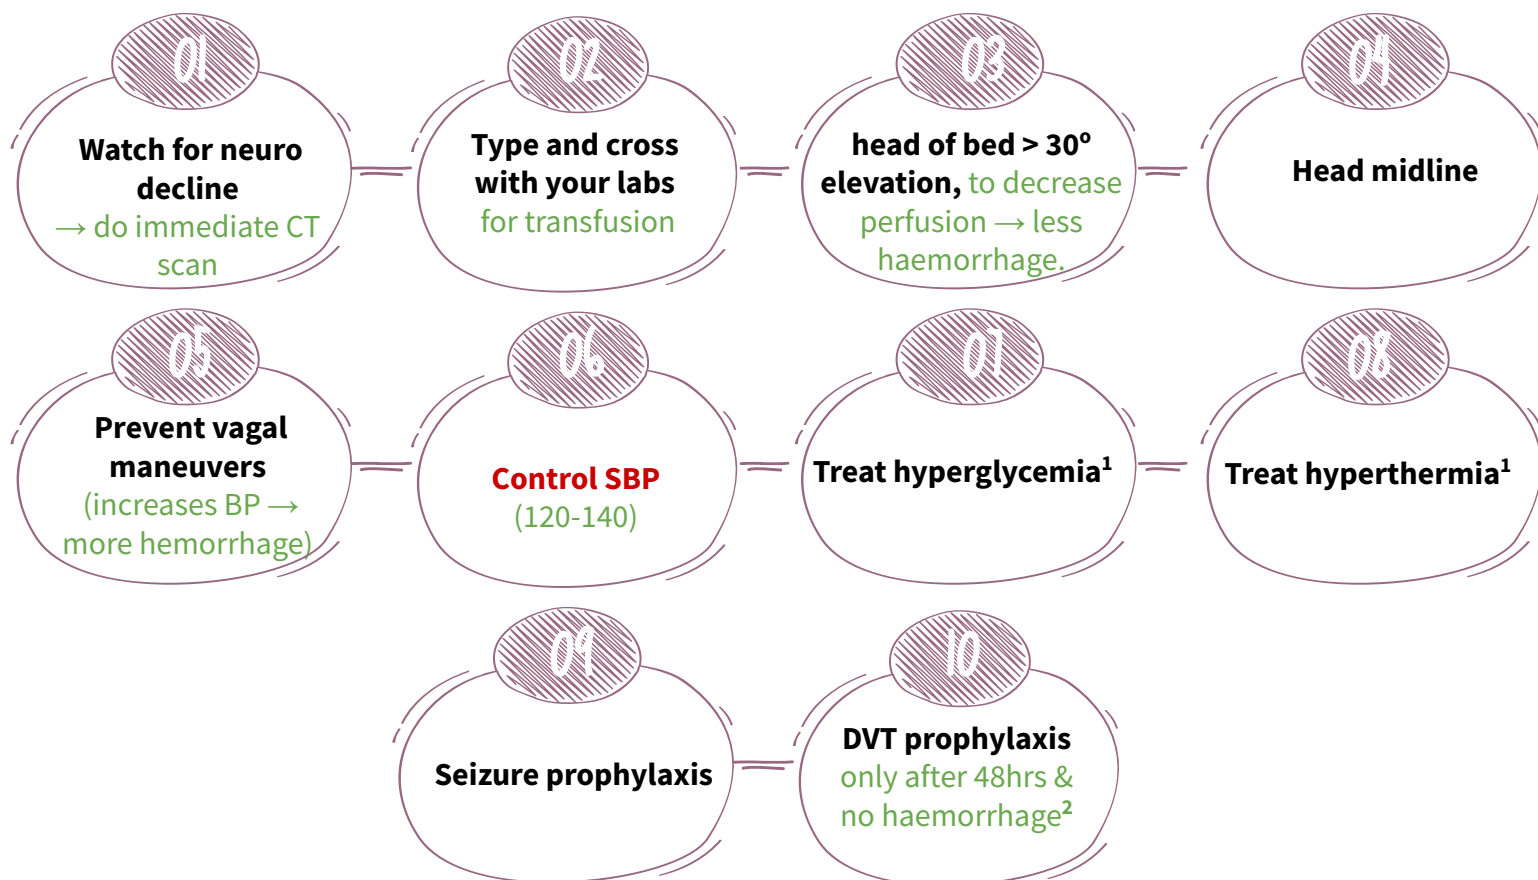 01
Watch for neuro
decline
→ do immediate CT
scan
02
Type and cross
with your labs
for transfusion
03
head of bed > 30º
elevation, to decrease
perfusion → less
haemorrhage.
04
Head midline
05
Prevent vagal
maneuvers
(increases BP →
more hemorrhage)
06
Control SBP
(120-140)
07
Treat hyperglycemia¹
08
Treat hyperthermia¹
09
Seizure prophylaxis
10
DVT prophylaxis
only after 48hrs &
no haemorrhage²